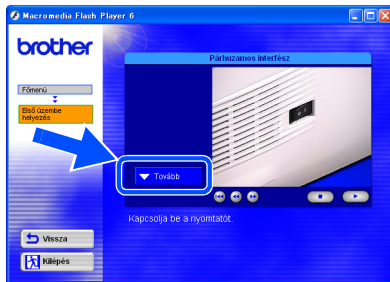 Macromedia Flash Player 6
brother
Párhuzamos interfész
Főmenü
Első üzembe
helyezés
Tovább
Kapcsolja be a nyomtatót.
Vissza
Kilépés